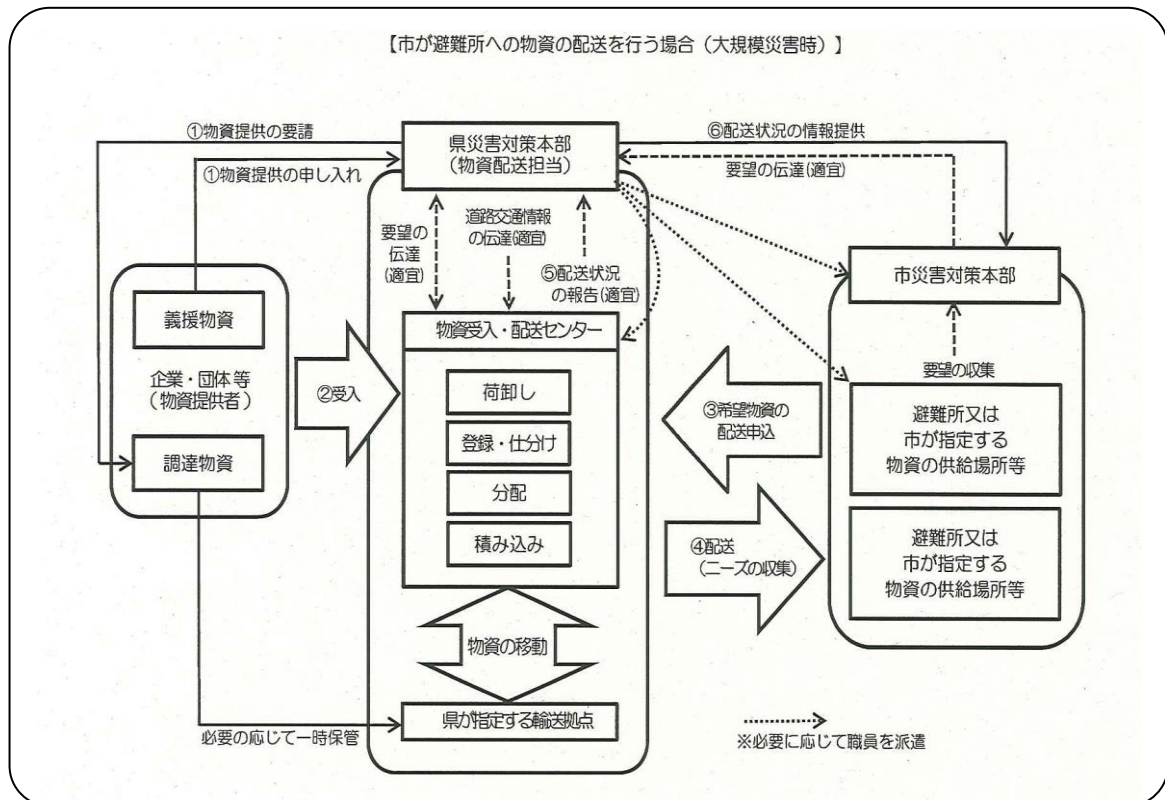 【市が避難所への物資の配送を行う場合（大規模災害時）】
①物資提供の要請
①物資提供の申し入れ
県災害対策本部
（物資配送担当）
⑥配送状況の情報提供
要望の伝達(適宜)
要望の
伝達
(適宜)
道路交通情報
の伝達(適宜)
⑤配送状況
の報告(適宜)
市災害対策本部
要望の収集
義援物資
企業・団体等
（物資提供者）
調達物資
②受入
物資受入・配送センター
荷卸し
登録・仕分け
分配
積み込み
③希望物資の
配送申込
④配送
（ニーズの収集）
避難所又は
市が指定する
物資の供給場所等
避難所又は
市が指定する
物資の供給場所等
物資の移動
県が指定する輸送拠点
必要の応じて一時保管
※必要に応じて職員を派遣